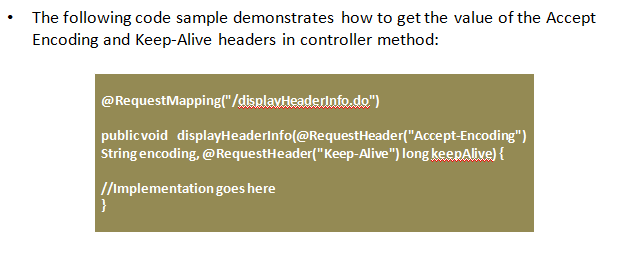 • The following code sample demonstrates how to get the value of the Accept
Encoding and Keep-Alive headers in controller method:
@RequestMapping("/displayHeaderInfo.do")
public void displayHeaderInfo(@RequestHeader("Accept-Encoding")
String encoding, @RequestHeader("Keep-Alive") long keepAlive) {
//Implementation goes here
}